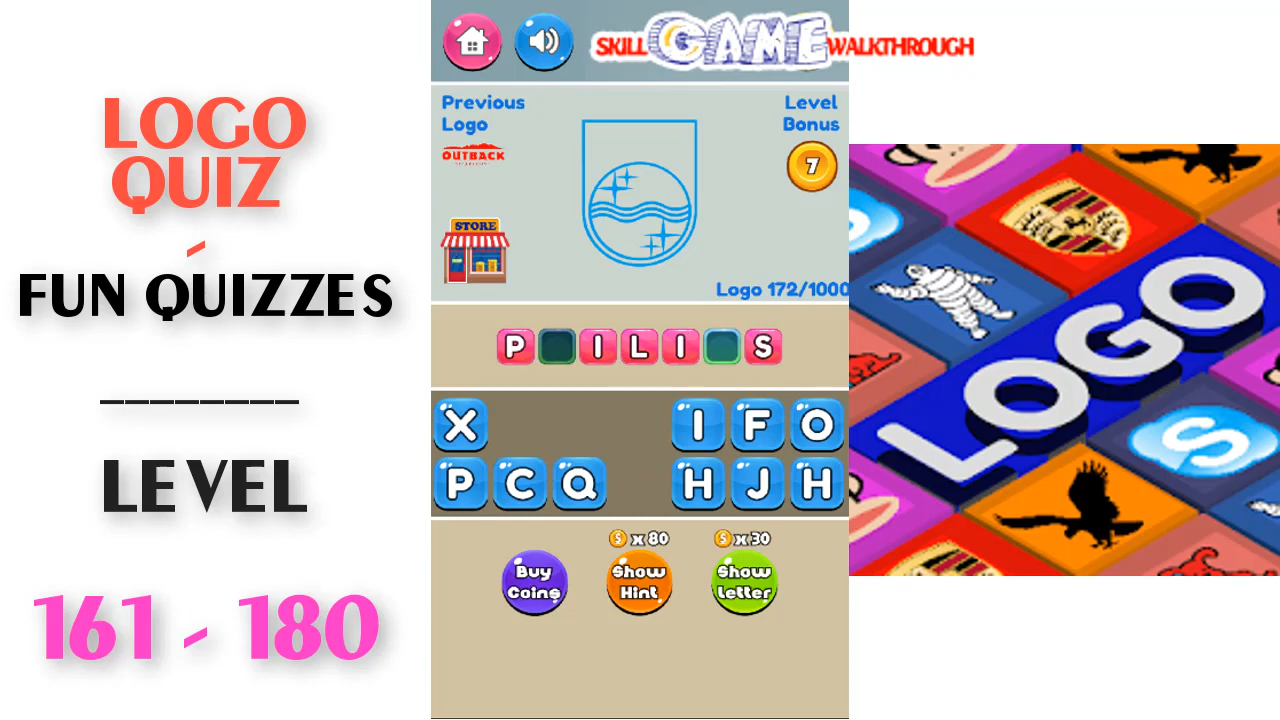 LOGO
QUIZ
-
FUN QUIZZES
________
LEVEL
161 - 180
SKILL GAME WALKTHROUGH
Previous
Logo
OUTBACK
Level
Bonus
7
STORE
Logo 172/1000
P I L I S
X I F O
P C Q H J H
x 80 x 30
Buy
Coins
Show
Hint
Show
Letter
LOGO
S